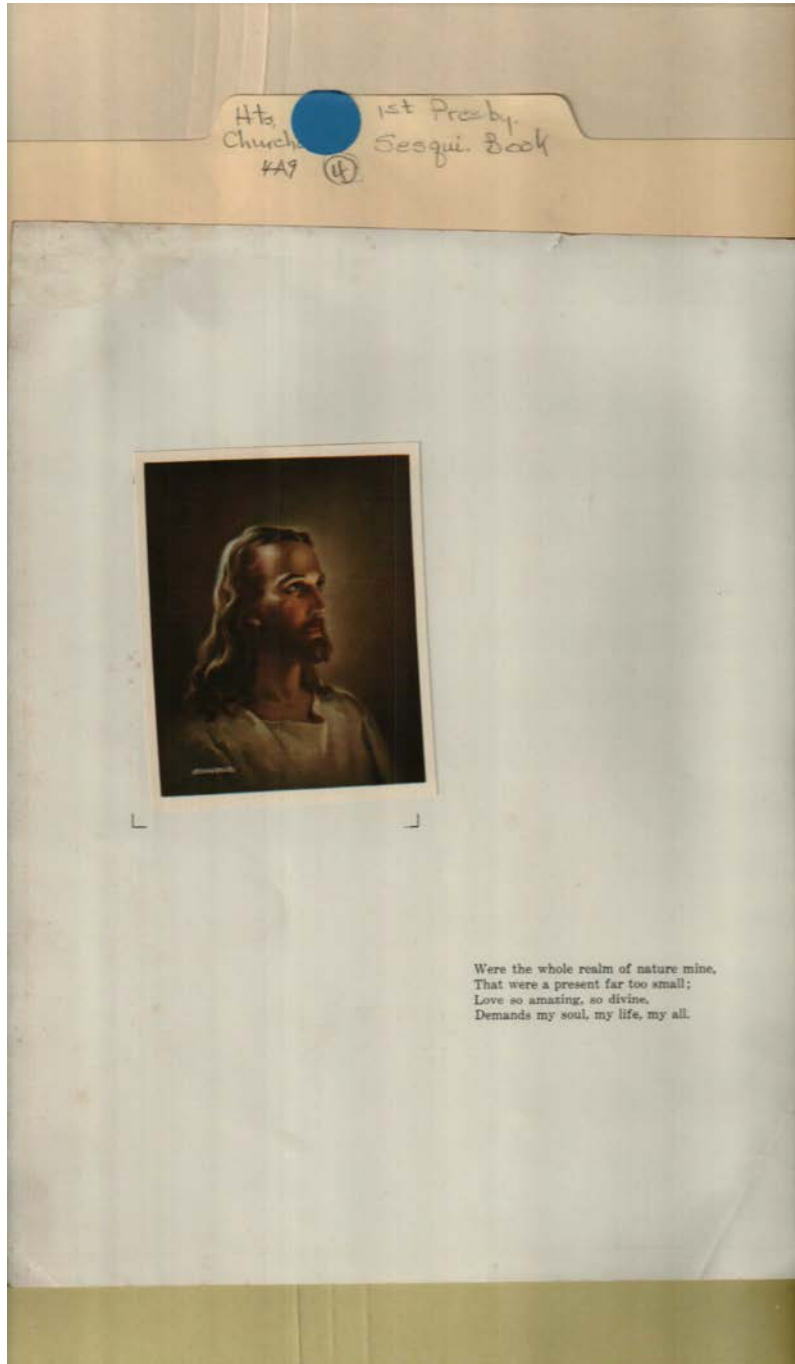 Hts. 1st Presby.
Church Sesqui. Book
4A9 4
Were the whole realm of nature mine,
That were a present far too small;
Love so amazing, so divine,
Demands my soul, my life, my all.